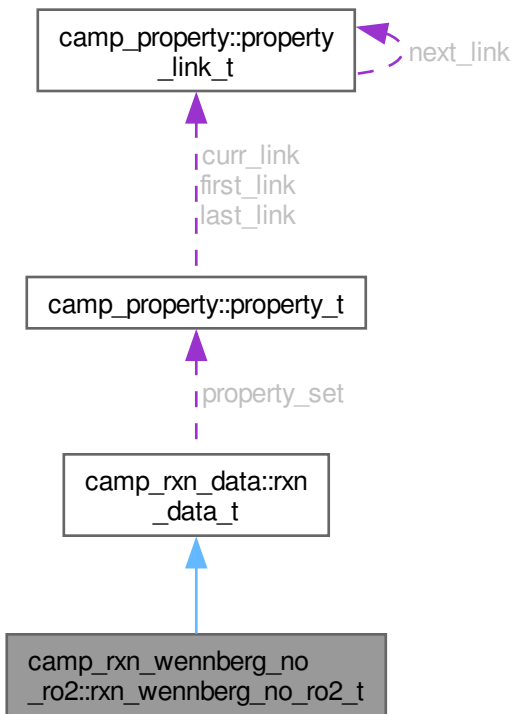 camp_property::property
_link_t
next_link
curr_link
first_link
last_link
camp_property::property_t
property_set
camp_rxn_data::rxn
_data_t
camp_rxn_wennberg_no
_ro2::rxn_wennberg_no_ro2_t